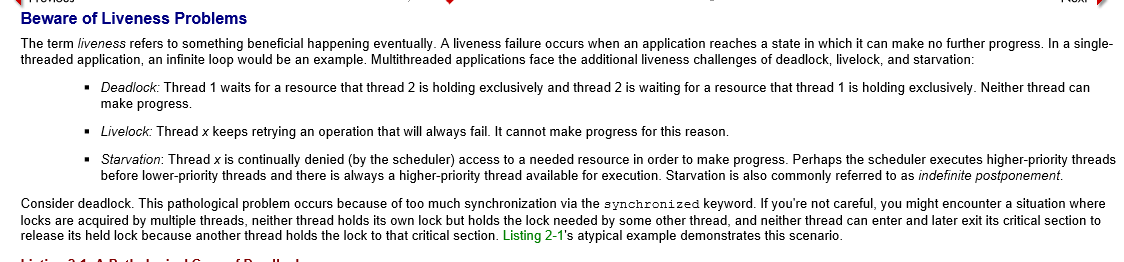 Beware of Liveness Problems
The term liveness refers to something beneficial happening eventually. A liveness failure occurs when an application reaches a state in which it can make no further progress. In a single-
threaded application, an infinite loop would be an example. Multithreaded applications face the additional liveness challenges of deadlock, livelock, and starvation:
▪ Deadlock: Thread 1 waits for a resource that thread 2 is holding exclusively and thread 2 is waiting for a resource that thread 1 is holding exclusively. Neither thread can
make progress.
▪ Livelock: Thread x keeps retrying an operation that will always fail. It cannot make progress for this reason.
▪ Starvation: Thread x is continually denied (by the scheduler) access to a needed resource in order to make progress. Perhaps the scheduler executes higher-priority threads
before lower-priority threads and there is always a higher-priority thread available for execution. Starvation is also commonly referred to as indefinite postponement.
Consider deadlock. This pathological problem occurs because of too much synchronization via the synchronized keyword. If you're not careful, you might encounter a situation where
locks are acquired by multiple threads, neither thread holds its own lock but holds the lock needed by some other thread, and neither thread can enter and later exit its critical section to
release its held lock because another thread holds the lock to that critical section. Listing 2-1's atypical example demonstrates this scenario.